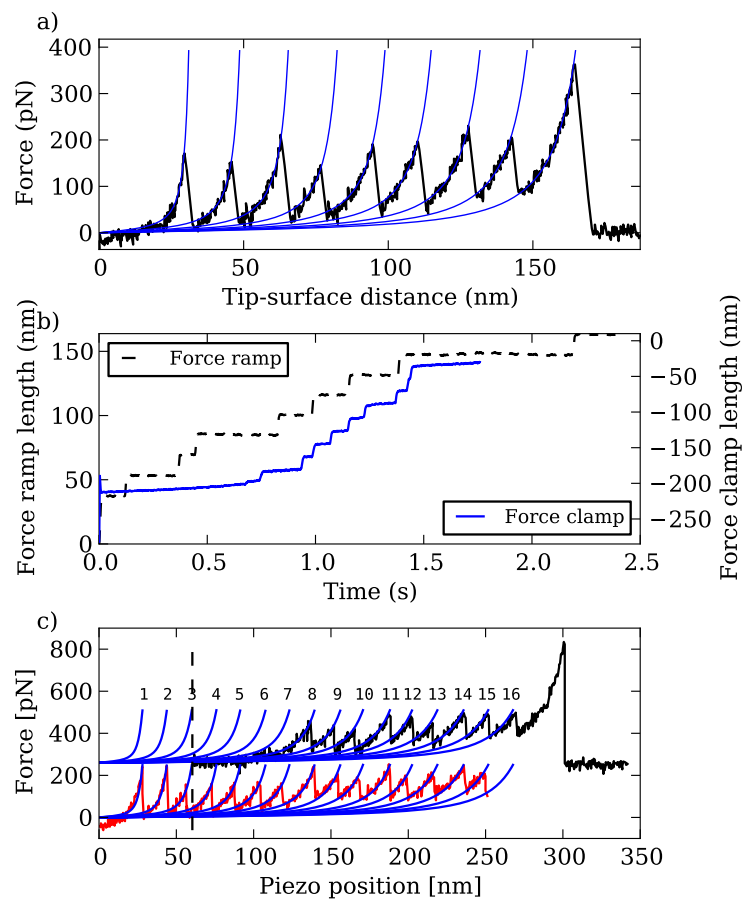 a)
400
300
200
100
0
Force (pN)
0
50
100
150
Tip-surface distance (nm)
b)
150
100
50
0
Force ramp length (nm)
Force ramp
Force clamp
0
−50
−100
−150
−200
−250
Force clamp length (nm)
0.0
0.5
1.0
1.5
2.0
2.5
Time (s)
c)
800
600
400
200
0
Force [pN]
1 2 3 4 5 6 7 8 9 10 11 12 13 14 15 16
0
50
100
150
200
250
300
350
Piezo position [nm]